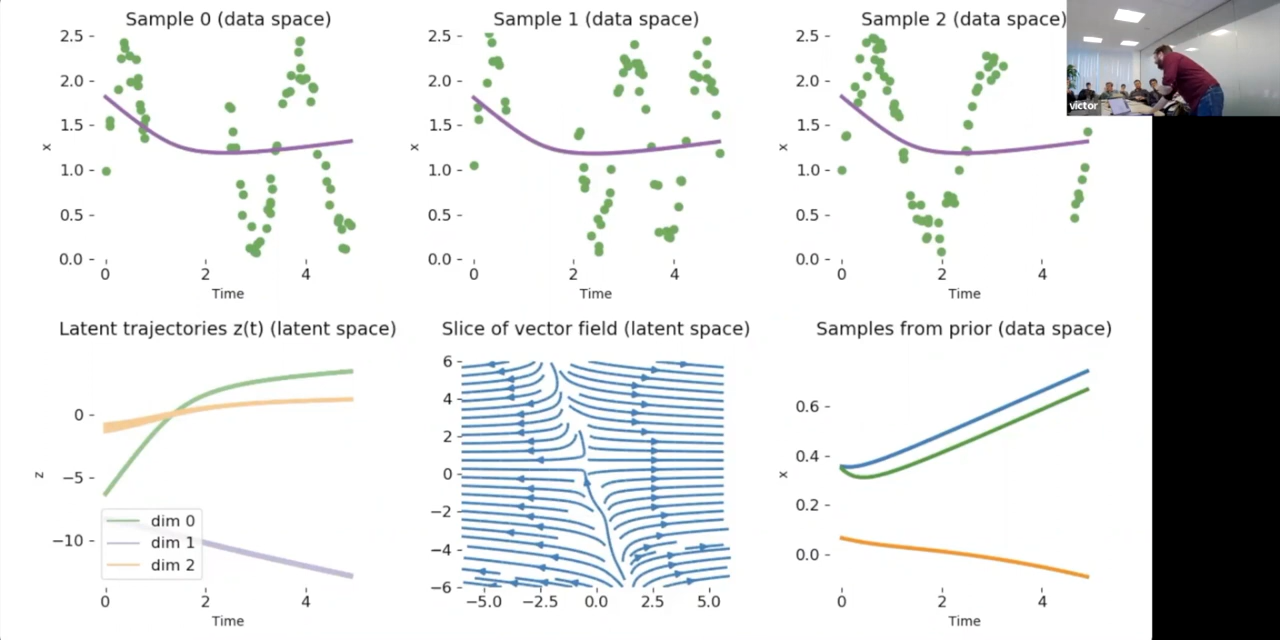 Sample 0 (data space)
2.5
2.0
1.5
1.0
0.5
0.0
x
0 2 4
Time
Sample 1 (data space)
2.5
2.0
1.5
1.0
0.5
0.0
x
0 2 4
Time
Sample 2 (data space)
2.5
2.0
1.5
1.0
0.5
0.0
x
0 2 4
Time
victor
Latent trajectories z(t) (latent space)
0
−5
−10
z
dim 0
dim 1
dim 2
0 2 4
Time
Slice of vector field (latent space)
6
4
2
0
−2
−4
−6
−5.0 −2.5 0.0 2.5 5.0
Samples from prior (data space)
0.6
0.4
0.2
0.0
x
0 2 4
Time